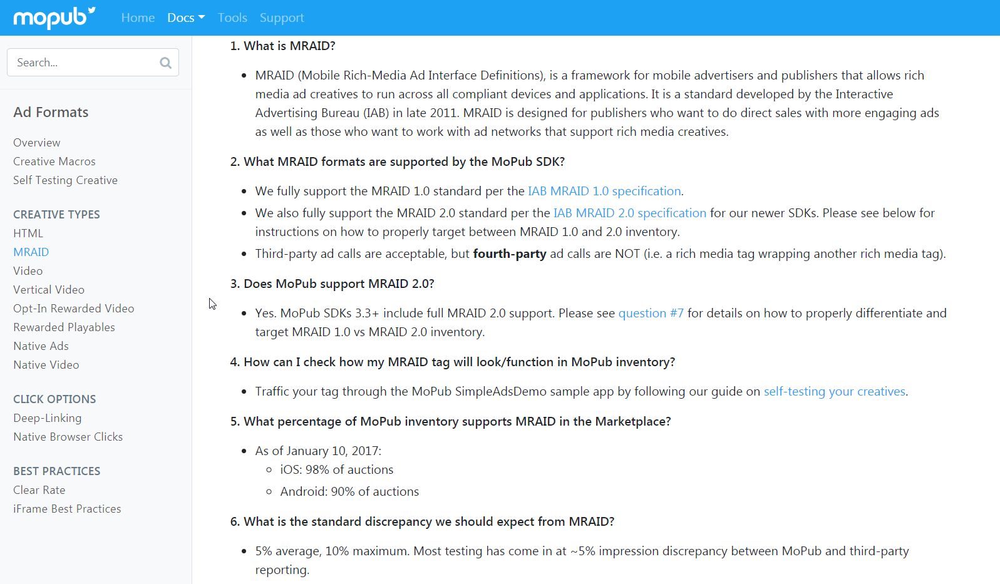 mopub
Home Docs Tools Support
Search...
Ad Formats
Overview
Creative Macros
Self Testing Creative
CREATIVE TYPES
HTML
MRAID
Video
Vertical Video
Opt-In Rewarded Video
Rewarded Playables
Native Ads
Native Video
CLICK OPTIONS
Deep-Linking
Native Browser Clicks
BEST PRACTICES
Clear Rate
iFrame Best Practices
1. What is MRAID?
• MRAID (Mobile Rich-Media Ad Interface Definitions), is a framework for mobile advertisers and publishers that allows rich
media ad creatives to run across all compliant devices and applications. It is a standard developed by the Interactive
Advertising Bureau (IAB) in late 2011. MRAID is designed for publishers who want to do direct sales with more engaging ads
as well as those who want to work with ad networks that support rich media creatives.
2. What MRAID formats are supported by the MoPub SDK?
• We fully support the MRAID 1.0 standard per the IAB MRAID 1.0 specification.
• We also fully support the MRAID 2.0 standard per the IAB MRAID 2.0 specification for our newer SDKs. Please see below for
instructions on how to properly target between MRAID 1.0 and 2.0 inventory.
• Third-party ad calls are acceptable, but fourth-party ad calls are NOT (i.e. a rich media tag wrapping another rich media tag).
3. Does MoPub support MRAID 2.0?
• Yes. MoPub SDKs 3.3+ include full MRAID 2.0 support. Please see question #7 for details on how to properly differentiate and
target MRAID 1.0 vs MRAID 2.0 inventory.
4. How can I check how my MRAID tag will look/function in MoPub inventory?
• Traffic your tag through the MoPub SimpleAdsDemo sample app by following our guide on self-testing your creatives.
5. What percentage of MoPub inventory supports MRAID in the Marketplace?
• As of January 10, 2017:
◦ iOS: 98% of auctions
◦ Android: 90% of auctions
6. What is the standard discrepancy we should expect from MRAID?
• 5% average, 10% maximum. Most testing has come in at ~5% impression discrepancy between MoPub and third-party
reporting.